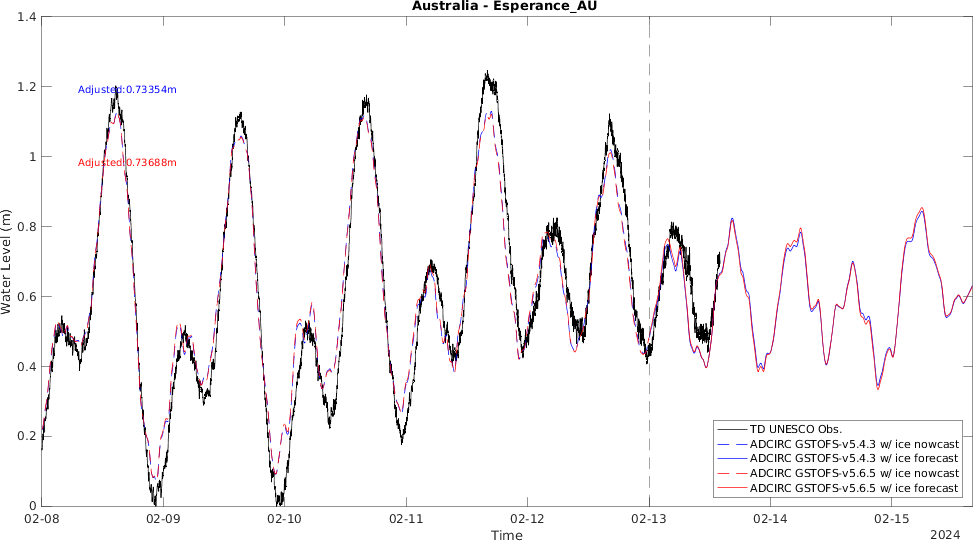 Australia - Esperance_AU
1.4
1.2
1
0.8
0.6
0.4
0.2
0
Water Level (m)
Adjusted:0.73354m
Adjusted:0.73688m
TD UNESCO Obs.
ADCIRC GSTOFS-v5.4.3 w/ ice nowcast
ADCIRC GSTOFS-v5.4.3 w/ ice forecast
ADCIRC GSTOFS-v5.6.5 w/ ice nowcast
ADCIRC GSTOFS-v5.6.5 w/ ice forecast
02-08 02-09 02-10 02-11 02-12 02-13 02-14 02-15
Time
2024